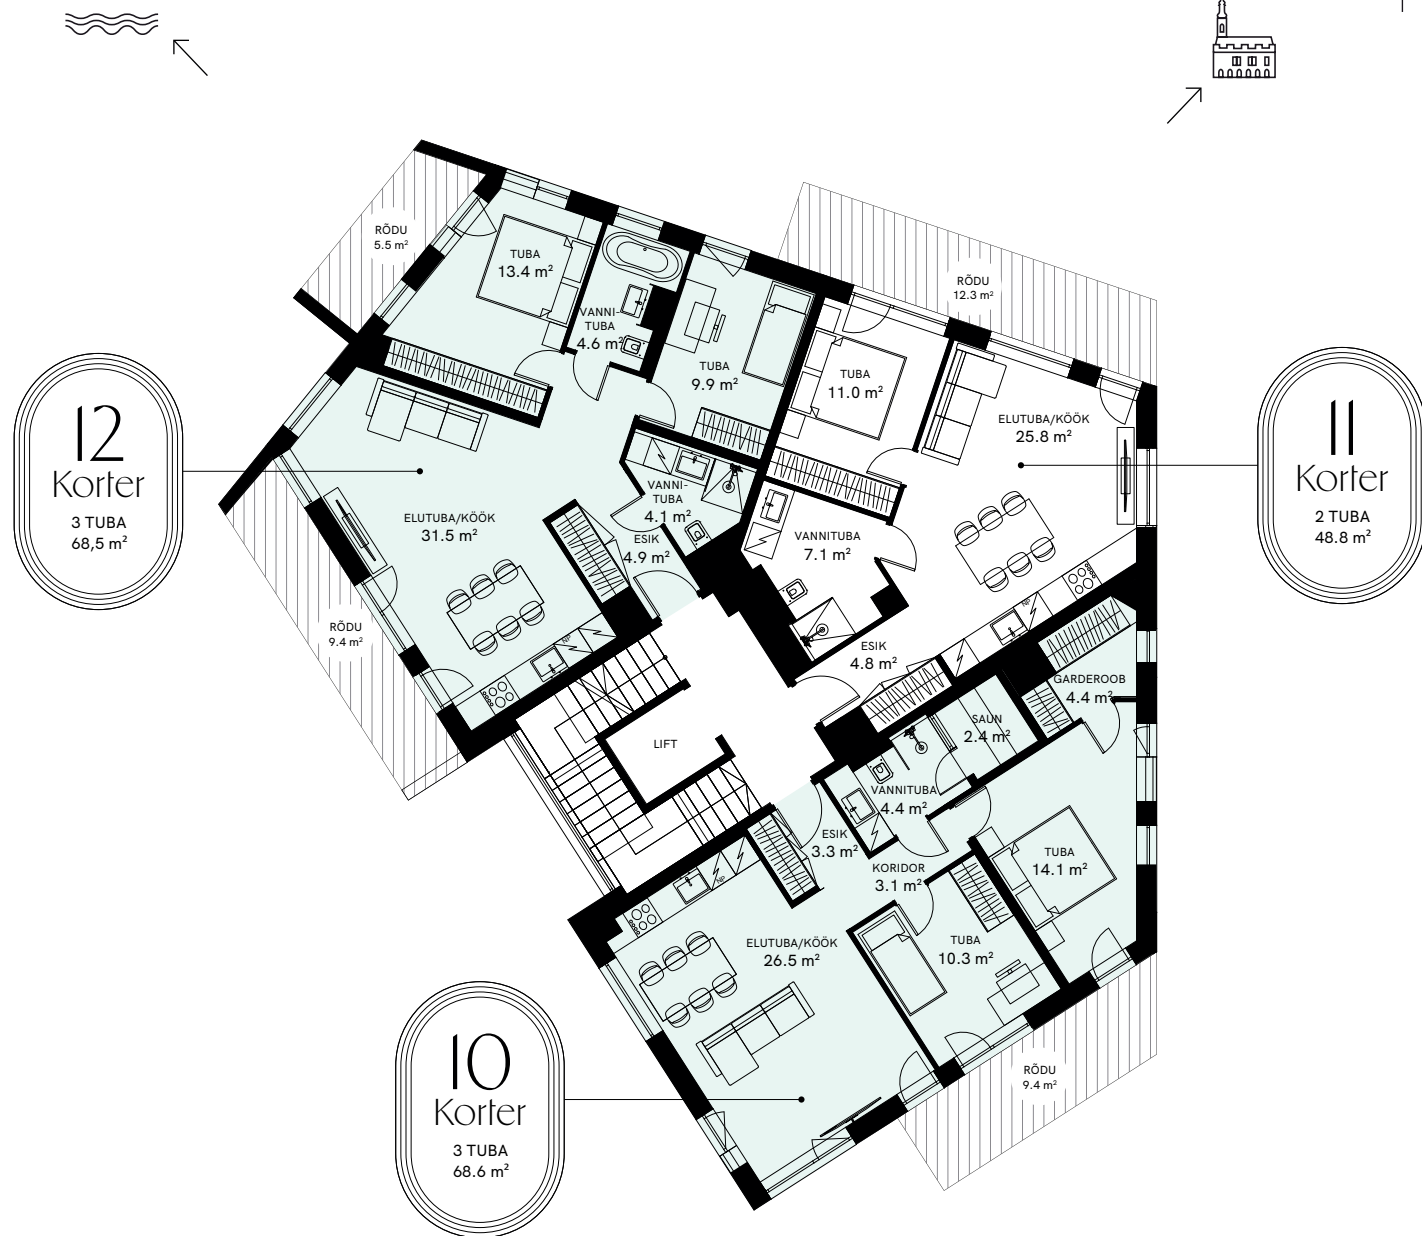 RÕDU
5.5 m²
TUBA
13.4 m²
VANNI-
TUBA
4.6 m²
TUBA
9.9 m²
RÕDU
12.3 m²
TUBA
11.0 m²
ELUTUBA/KÖÖK
25.8 m²
12
Korter
3 TUBA
68,5 m²
11
Korter
2 TUBA
48.8 m²
VANNI-
TUBA
4.1 m²
ELUTUBA/KÖÖK
31.5 m²
ESIK
4.9 m²
VANNITUBA
7.1 m²
RÕDU
9.4 m²
NP
NP
ESIK
4.8 m²
GARDEROOB
4.4 m²
SAUN
2.4 m²
LIFT
VANNITUBA
4.4 m²
ESIK
3.3 m²
KORIDOR
3.1 m²
TUBA
14.1 m²
NP
ELUTUBA/KÖÖK
26.5 m²
TUBA
10.3 m²
RÕDU
9.4 m²
10
Korter
3 TUBA
68.6 m²